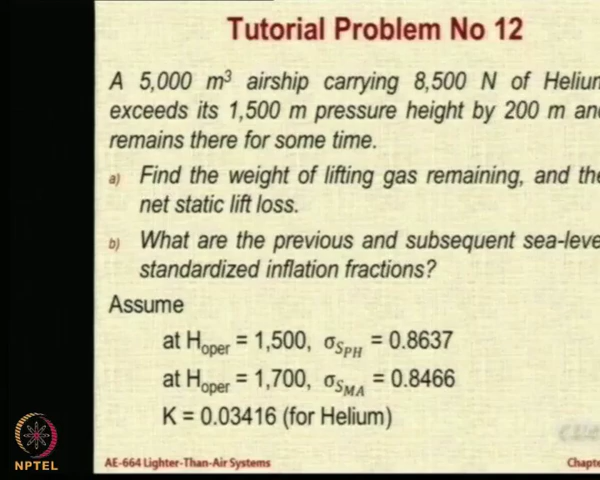 Tutorial Problem No 12
A 5,000 m³ airship carrying 8,500 N of Helium
exceeds its 1,500 m pressure height by 200 m and
remains there for some time.
a) Find the weight of lifting gas remaining, and the
net static lift loss.
b) What are the previous and subsequent sea-level
standardized inflation fractions?
Assume
at H_oper = 1,500, σ_S_PH = 0.8637
at H_oper = 1,700, σ_S_MA = 0.8466
K = 0.03416 (for Helium)
NPTEL
AE-664 Lighter-Than-Air Systems
Chapte